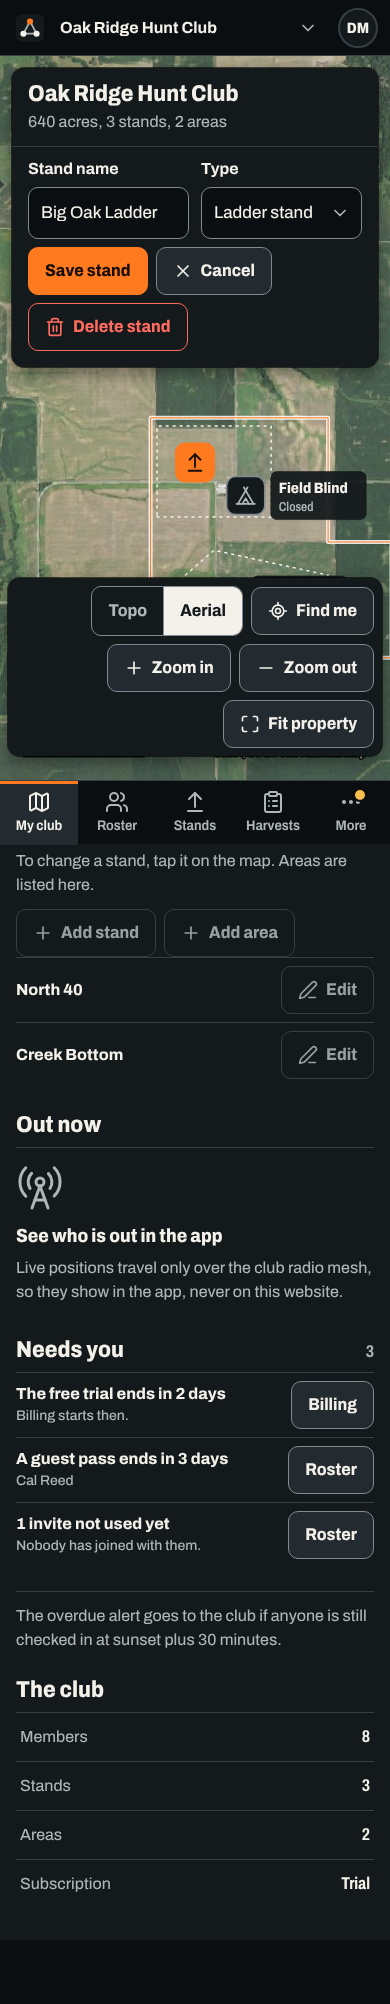 Oak Ridge Hunt Club
DM
Oak Ridge Hunt Club
640 acres, 3 stands, 2 areas
Stand name
Type
Big Oak Ladder
Ladder stand
Save stand
Cancel
Delete stand
Field Blind
Closed
Topo
Aerial
Find me
Zoom in
Zoom out
Fit property
My club
Roster
Stands
Harvests
More
To change a stand, tap it on the map. Areas are
listed here.
Add stand
Add area
North 40
Edit
Creek Bottom
Edit
Out now
See who is out in the app
Live positions travel only over the club radio mesh,
so they show in the app, never on this website.
Needs you
3
The free trial ends in 2 days
Billing starts then.
Billing
A guest pass ends in 3 days
Cal Reed
Roster
1 invite not used yet
Nobody has joined with them.
Roster
The overdue alert goes to the club if anyone is still
checked in at sunset plus 30 minutes.
The club
Members
8
Stands
3
Areas
2
Subscription
Trial